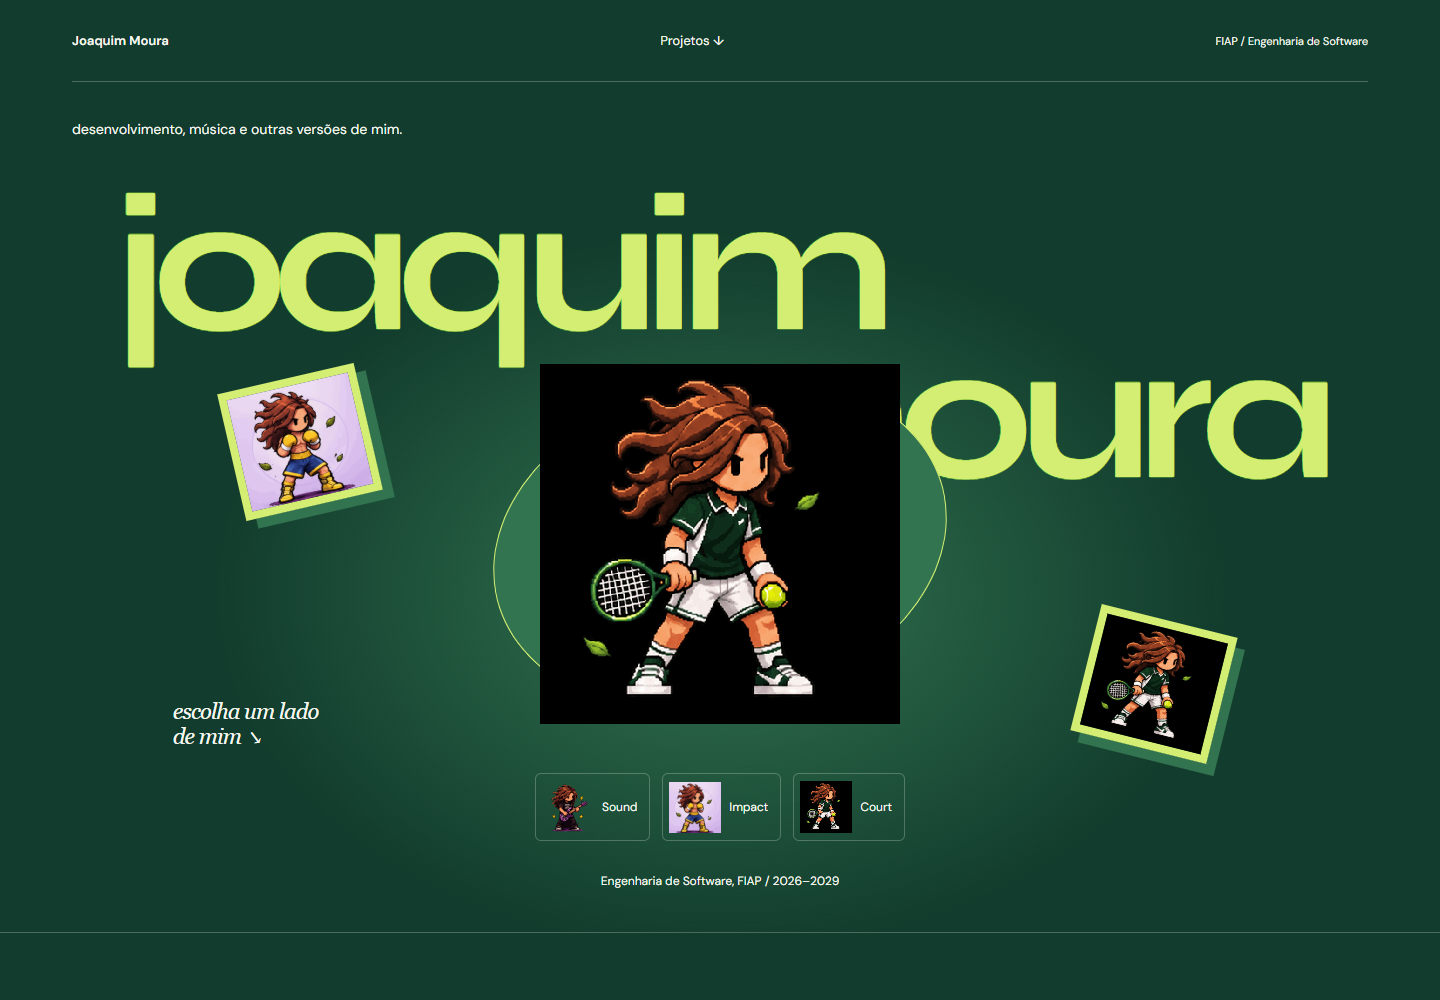 Joaquim Moura
Projetos ↓
FIAP / Engenharia de Software
desenvolvimento, música e outras versões de mim.
joaquim
oura
escolha um lado
de mim ↘
Sound
Impact
Court
Engenharia de Software, FIAP / 2026–2029